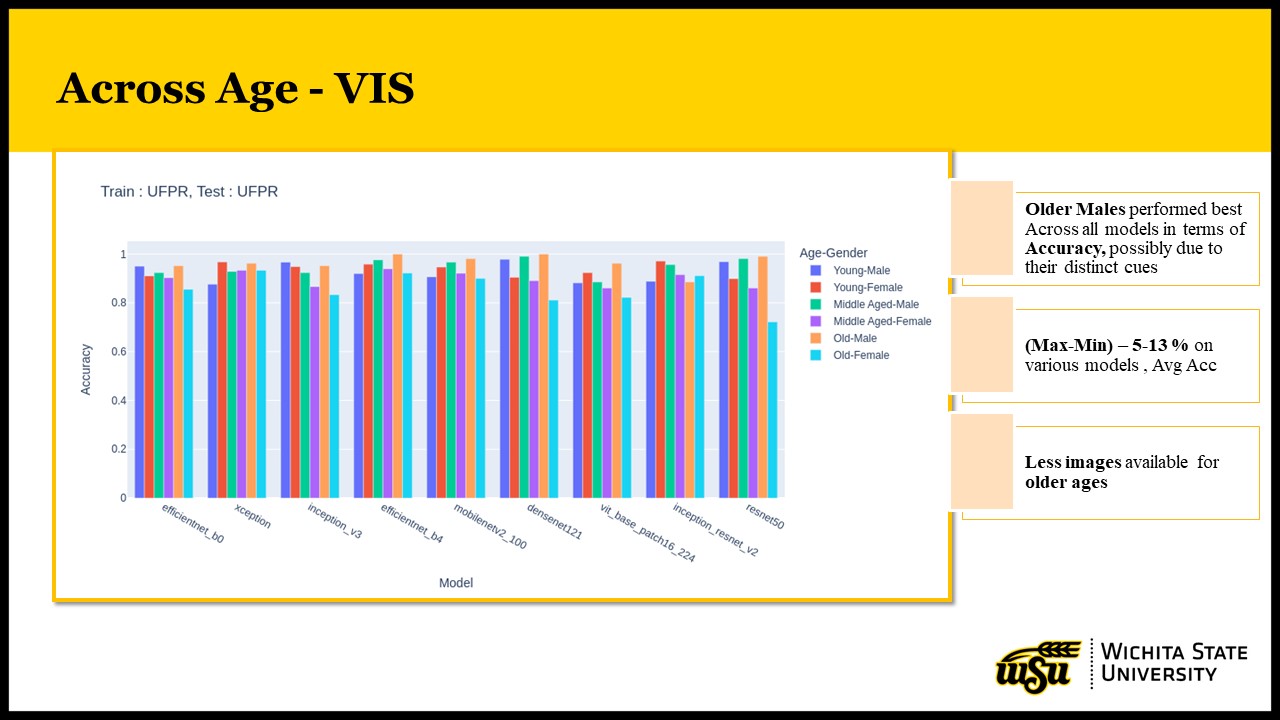 Across Age - VIS
Train : UFPR, Test : UFPR
Age-Gender
Young-Male
Young-Female
Middle Aged-Male
Middle Aged-Female
Old-Male
Old-Female
Accuracy
1
0.8
0.6
0.4
0.2
0
efficientnet_b0
xception
inception_v3
efficientnet_b4
mobilenetv2_100
densenet121
vit_base_patch16_224
inception_resnet_v2
resnet50
Model
Older Males performed best
Across all models in terms of
Accuracy, possibly due to
their distinct cues
(Max-Min) – 5-13 % on
various models , Avg Acc
Less images available for
older ages
WSU
WICHITA STATE
UNIVERSITY